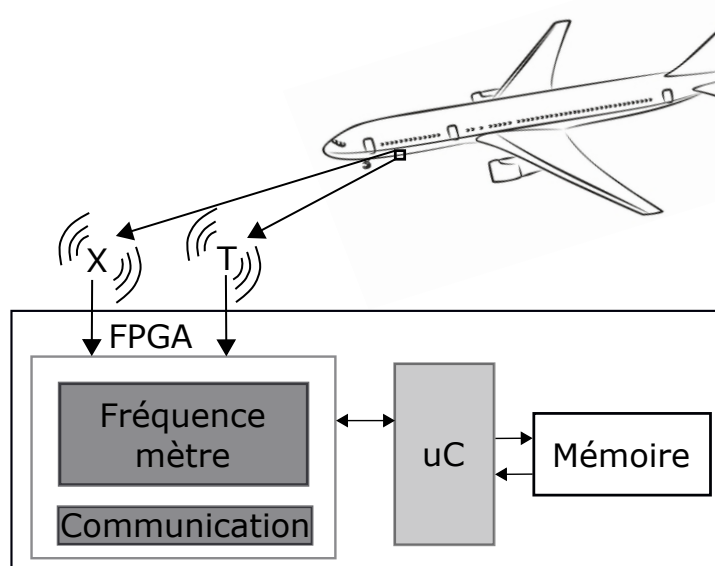 X
T
FPGA
Fréquence
mètre
uC
Mémoire
Communication